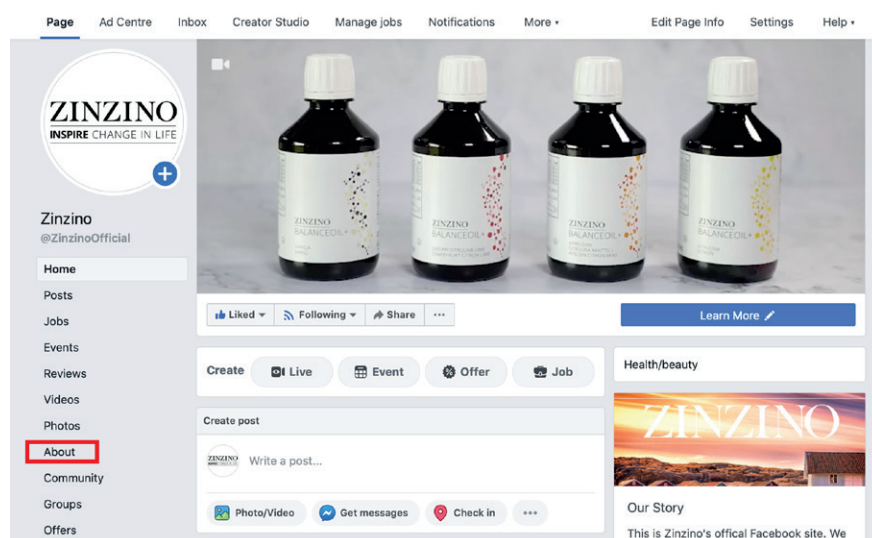 Page Ad Centre Inbox Creator Studio Manage jobs Notifications More Edit Page Info Settings Help
ZINZINO
INSPIRE CHANGE IN LIFE
Zinzino
@ZinzinoOfficial
Home
Posts
Jobs
Events
Reviews
Videos
Photos
About
Community
Groups
Offers
ZINZINO
BALANCEOIL+
ZINZINO
BALANCEOIL+
ZINZINO
BALANCEOIL+
ZINZINO
BALANCEOIL+
Liked Following Share ...
Learn More
Create Live Event Offer Job
Create post
ZINZINO
Write a post...
Photo/Video Get messages Check in ...
Health/beauty
ZINZINO
Our Story
This is Zinzino's offical Facebook site. We